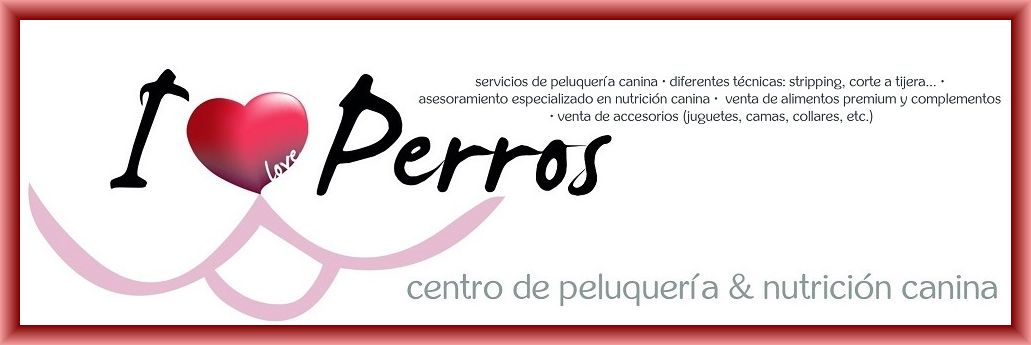 servicios de peluquería canina • diferentes técnicas: stripping, corte a tijera... •
asesoramiento especializado en nutrición canina • venta de alimentos premium y complementos
• venta de accesorios (juguetes, camas, collares, etc.)
I love Perros
centro de peluquería & nutrición canina